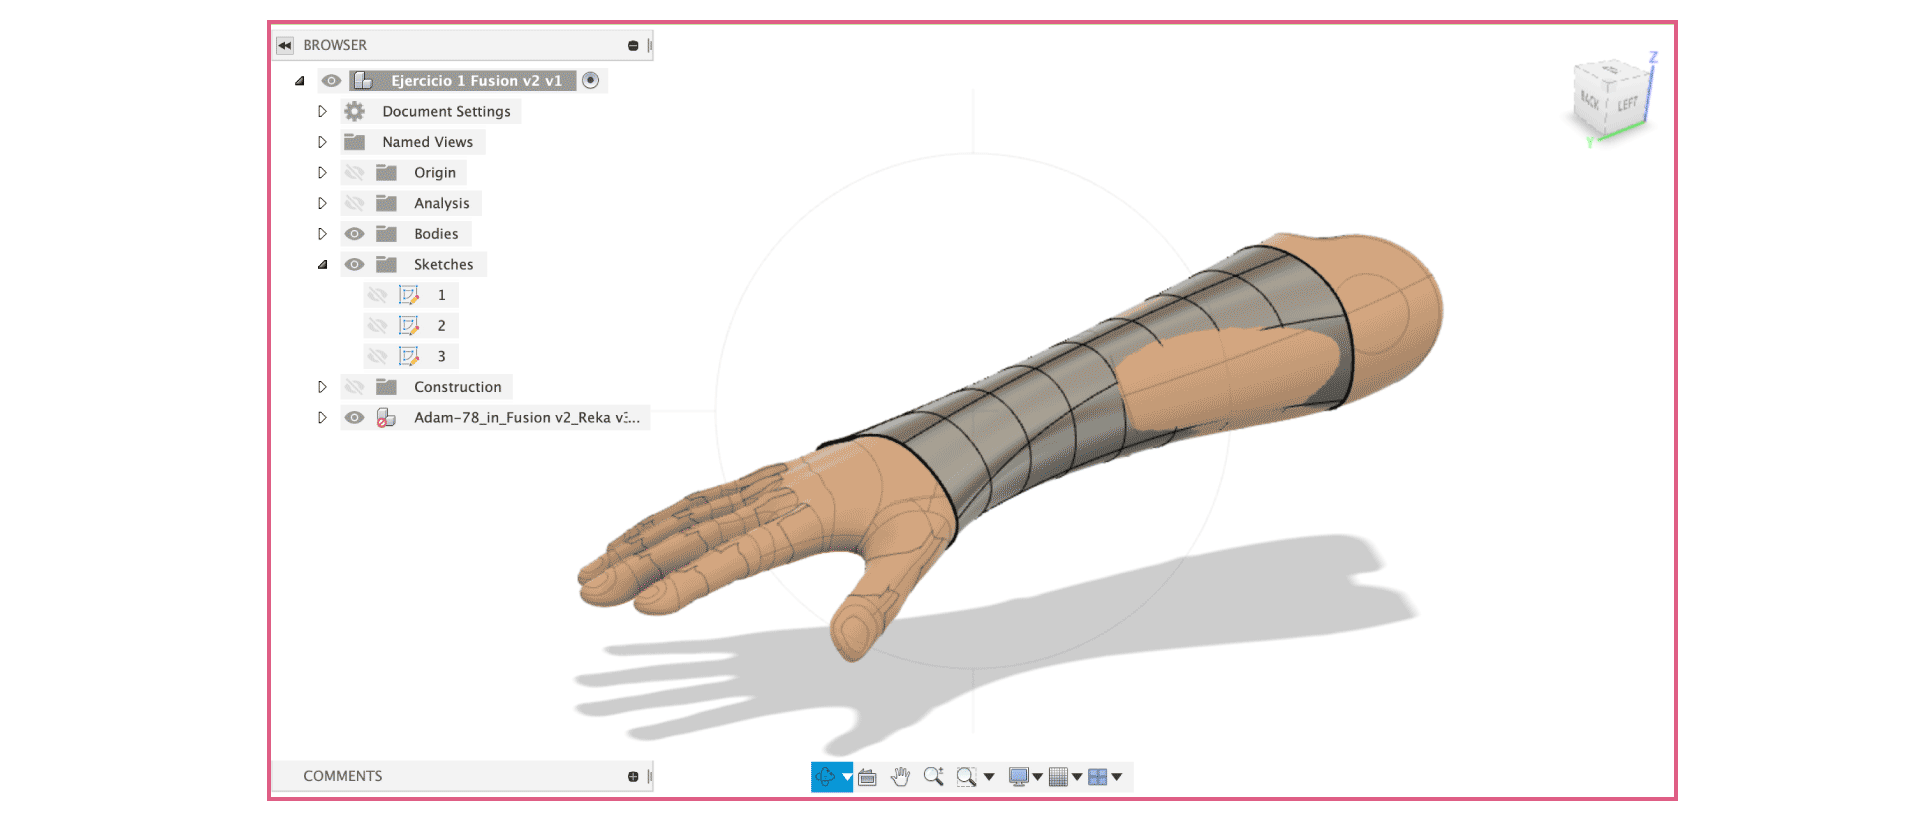 BROWSER
Ejercicio 1 Fusion v2 v1
Document Settings
Named Views
Origin
Analysis
Bodies
Sketches
1
2
3
Construction
Adam-78_in_Fusion v2_Reka v3...
COMMENTS
Z
BACK
LEFT
Y